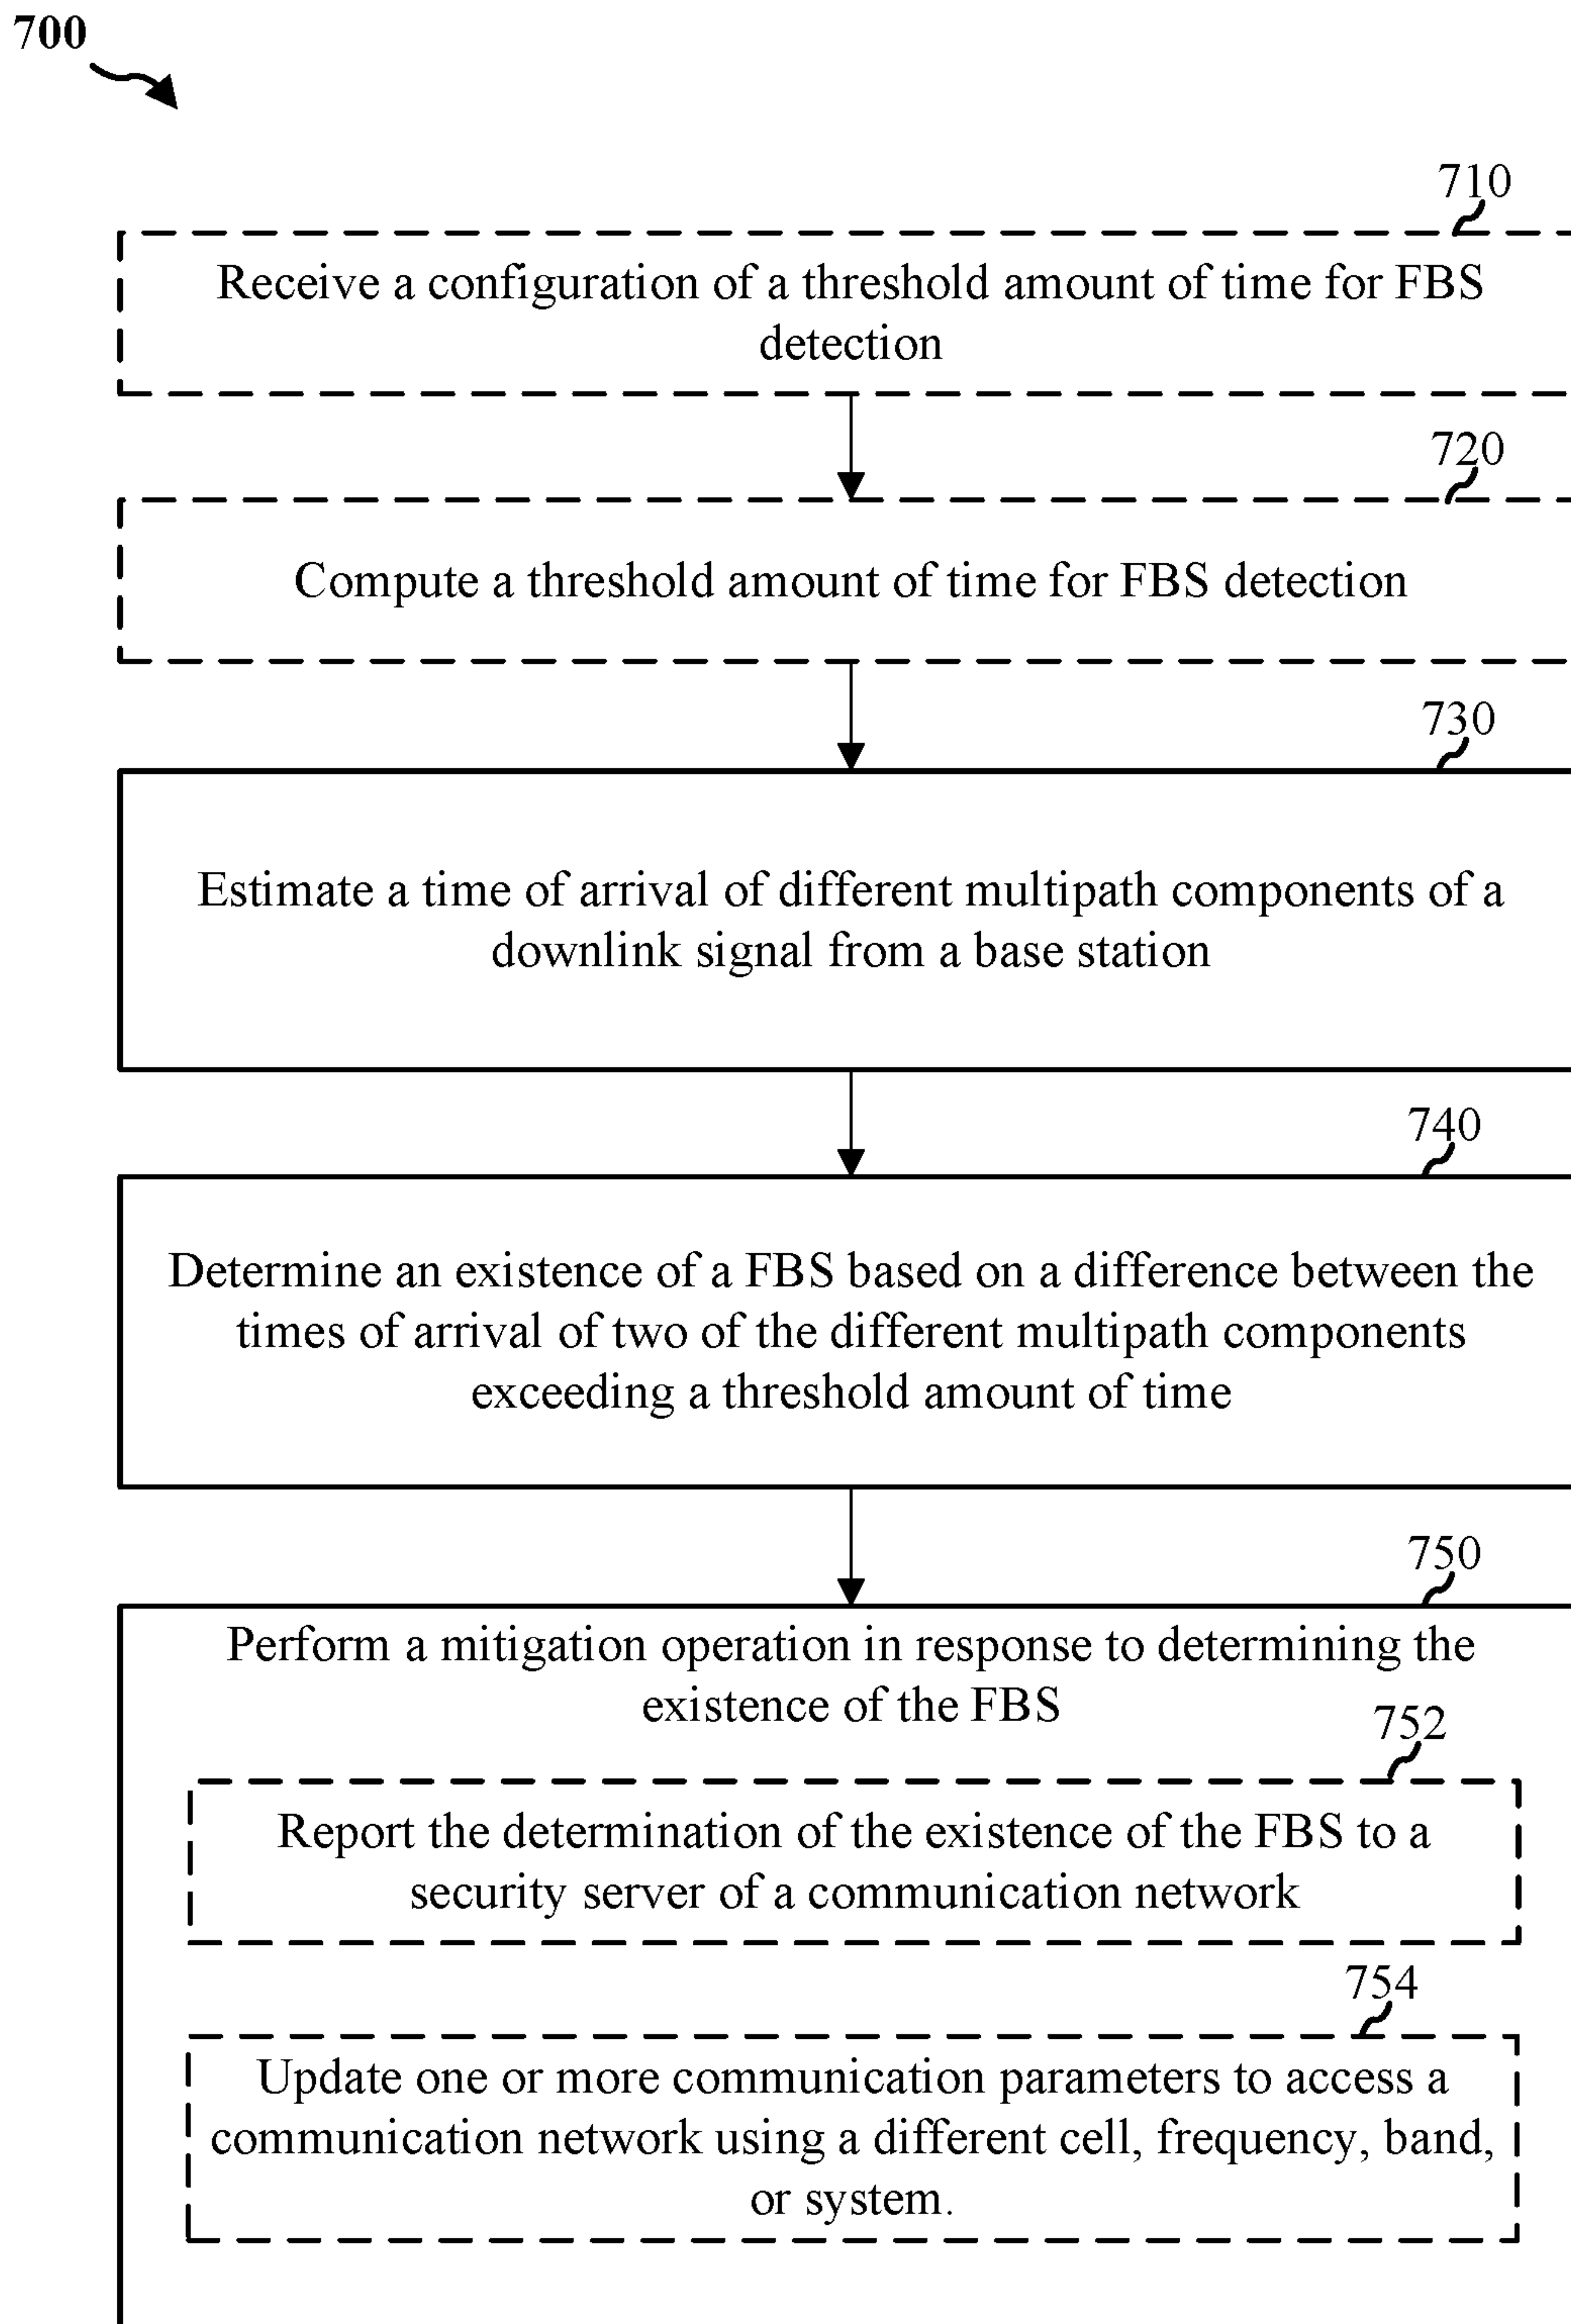 700
710
Receive a configuration of a threshold amount of time for FBS
detection
720
Compute a threshold amount of time for FBS detection
730
Estimate a time of arrival of different multipath components of a
downlink signal from a base station
740
Determine an existence of a FBS based on a difference between the
times of arrival of two of the different multipath components
exceeding a threshold amount of time
750
Perform a mitigation operation in response to determining the
existence of the FBS
752
Report the determination of the existence of the FBS to a
security server of a communication network
754
Update one or more communication parameters to access a
communication network using a different cell, frequency, band,
or system.